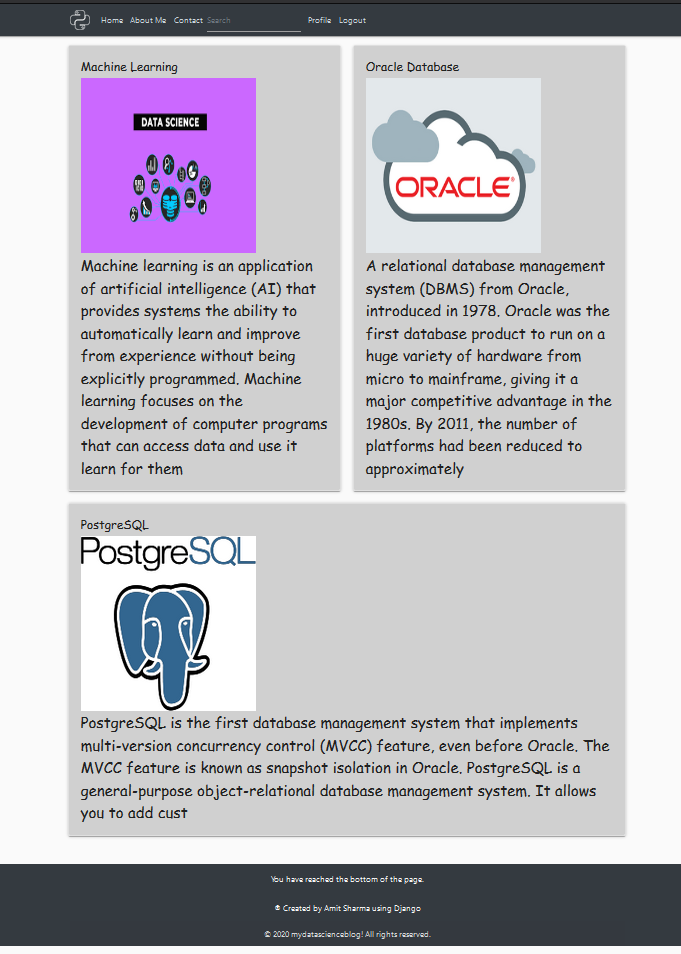 Home About Me Contact Search Profile Logout
Machine Learning
DATA SCIENCE
Machine learning is an application
of artificial intelligence (AI) that
provides systems the ability to
automatically learn and improve
from experience without being
explicitly programmed. Machine
learning focuses on the
development of computer programs
that can access data and use it
learn for them
Oracle Database
ORACLE®
A relational database management
system (DBMS) from Oracle,
introduced in 1978. Oracle was the
first database product to run on a
huge variety of hardware from
micro to mainframe, giving it a
major competitive advantage in the
1980s. By 2011, the number of
platforms had been reduced to
approximately
PostgreSQL
PostgreSQL
PostgreSQL is the first database management system that implements
multi-version concurrency control (MVCC) feature, even before Oracle. The
MVCC feature is known as snapshot isolation in Oracle. PostgreSQL is a
general-purpose object-relational database management system. It allows
you to add cust
You have reached the bottom of the page.
® Created by Amit Sharma using Django
© 2020 mydatascienceblog! All rights reserved.